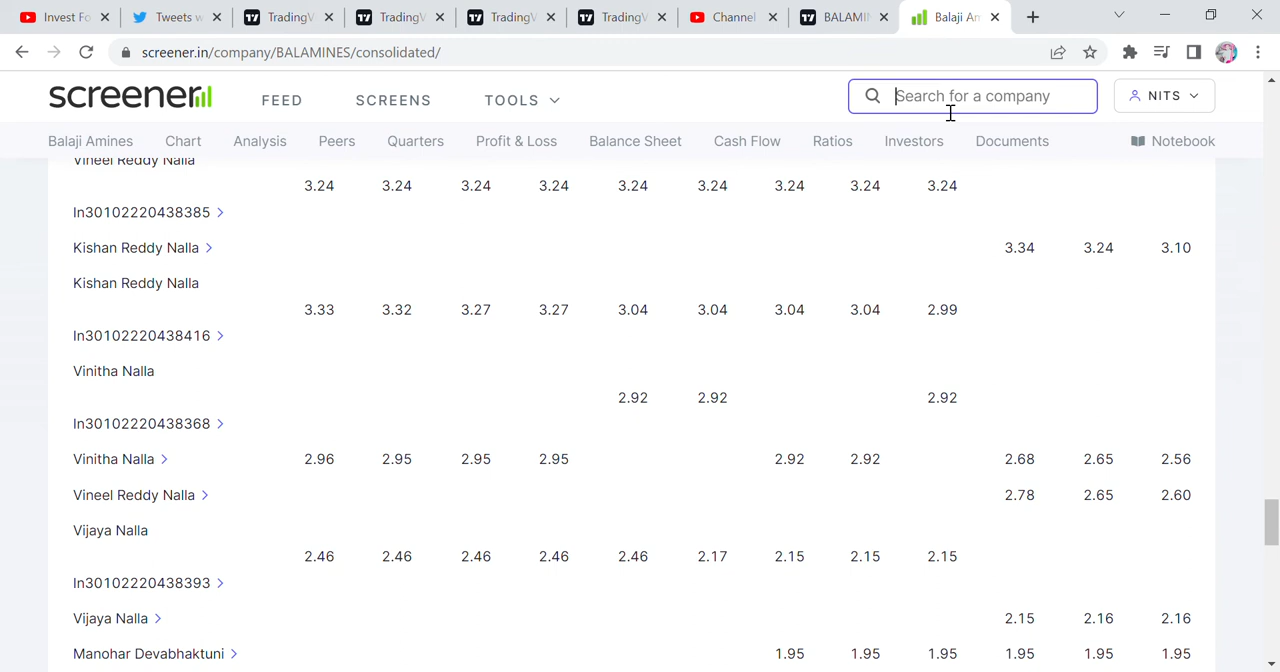 Invest Fo
Tweets w
TradingV
TradingV
TradingV
TradingV
Channel
BALAMIN
Balaji Am
screener.in/company/BALAMINES/consolidated/
screener
FEED
SCREENS
TOOLS
Search for a company
NITS
Balaji Amines
Chart
Analysis
Peers
Quarters
Profit & Loss
Balance Sheet
Cash Flow
Ratios
Investors
Documents
Notebook
Vineel Reddy Nalla
3.24 3.24 3.24 3.24 3.24 3.24 3.24 3.24 3.24
In30102220438385
Kishan Reddy Nalla 3.34 3.24 3.10
Kishan Reddy Nalla
3.33 3.32 3.27 3.27 3.04 3.04 3.04 3.04 2.99
In30102220438416
Vinitha Nalla
2.92 2.92 2.92
In30102220438368
Vinitha Nalla 2.96 2.95 2.95 2.95 2.92 2.92 2.68 2.65 2.56
Vineel Reddy Nalla 2.78 2.65 2.60
Vijaya Nalla
2.46 2.46 2.46 2.46 2.46 2.17 2.15 2.15 2.15
In30102220438393
Vijaya Nalla 2.15 2.16 2.16
Manohar Devabhaktuni 1.95 1.95 1.95 1.95 1.95 1.95